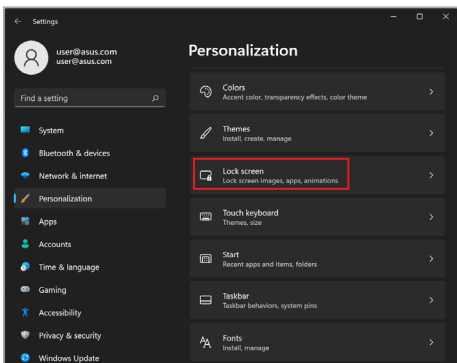 Settings
user@asus.com
user@asus.com
Find a setting
System
Bluetooth & devices
Network & internet
Personalization
Apps
Accounts
Time & language
Gaming
Accessibility
Privacy & security
Windows Update
Personalization
Colors
Accent color, transparency effects, color theme
Themes
Install, create, manage
Lock screen
Lock screen images, apps, animations
Touch keyboard
Themes, size
Start
Recent apps and items, folders
Taskbar
Taskbar behaviors, system pins
Fonts
Install, manage